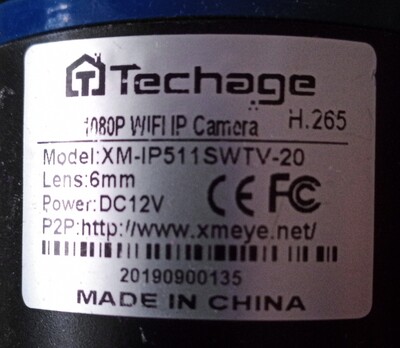 Techage
1080P WIFI IP Camera H.265
Model:XM-IP511SWTV-20
Lens:6mm
Power:DC12V CE FC
P2P:http://www.xmeye.net/
20190900135
MADE IN CHINA